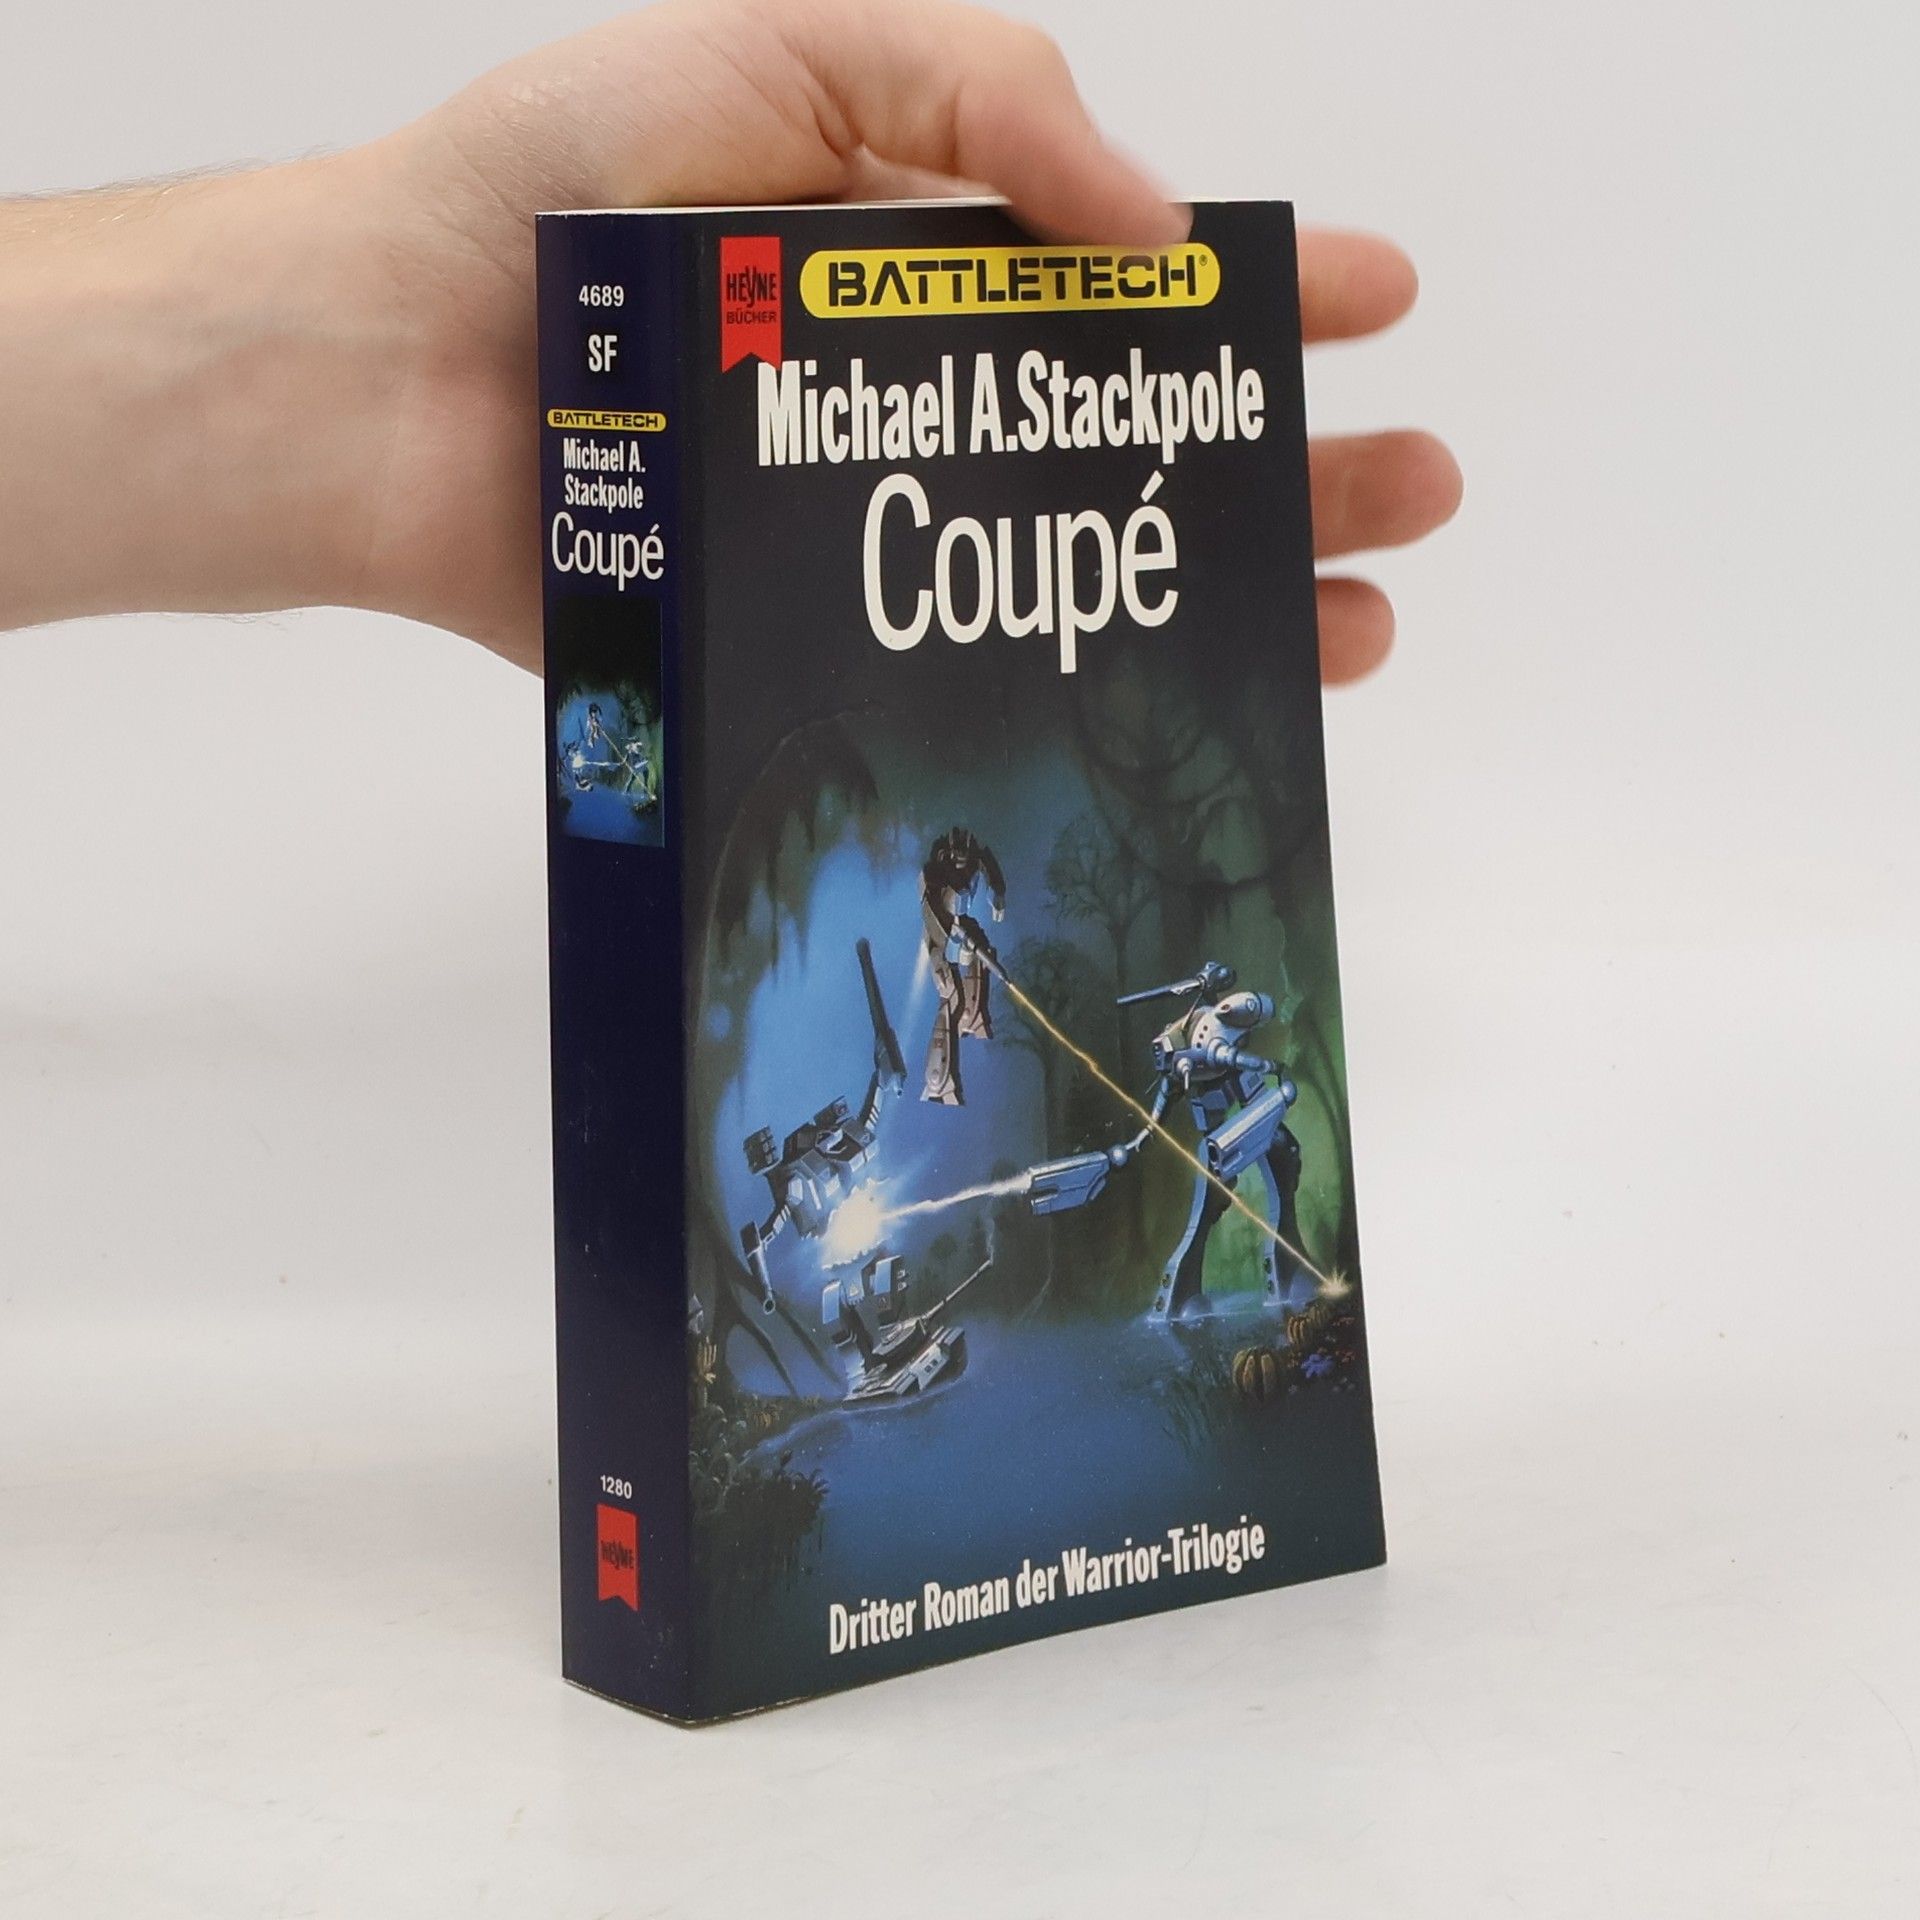 4689
SF
BATTLETECH
Michael A.
Stackpole
Coupé
1280
HEYNE
HEYNE
BÜCHER
BATTLETECH®
Michael A.Stackpole
Coupé
Dritter Roman der Warrior-Trilogie